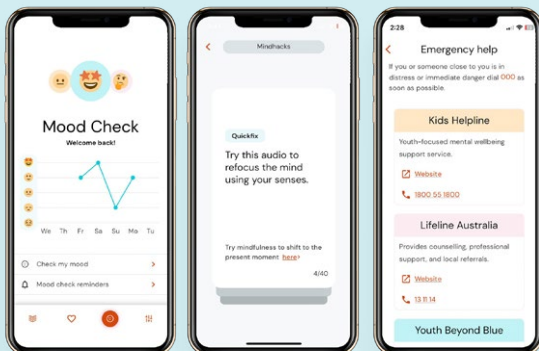 Mood Check
Welcome back!
We Th Fr Sa Su Mo Tu
Check my mood
Mood check reminders
Mindhacks
Quickfix
Try this audio to
refocus the mind
using your senses.
Try mindfulness to shift to the
present moment here>
4/40
2:28
Emergency help
If you or someone close to you is in
distress or immediate danger dial 000 as
soon as possible.
Kids Helpline
Youth-focused mental wellbeing
support service.
Website
1800 55 1800
Lifeline Australia
Provides counselling, professional
support, and local referrals.
Website
13 11 14
Youth Beyond Blue